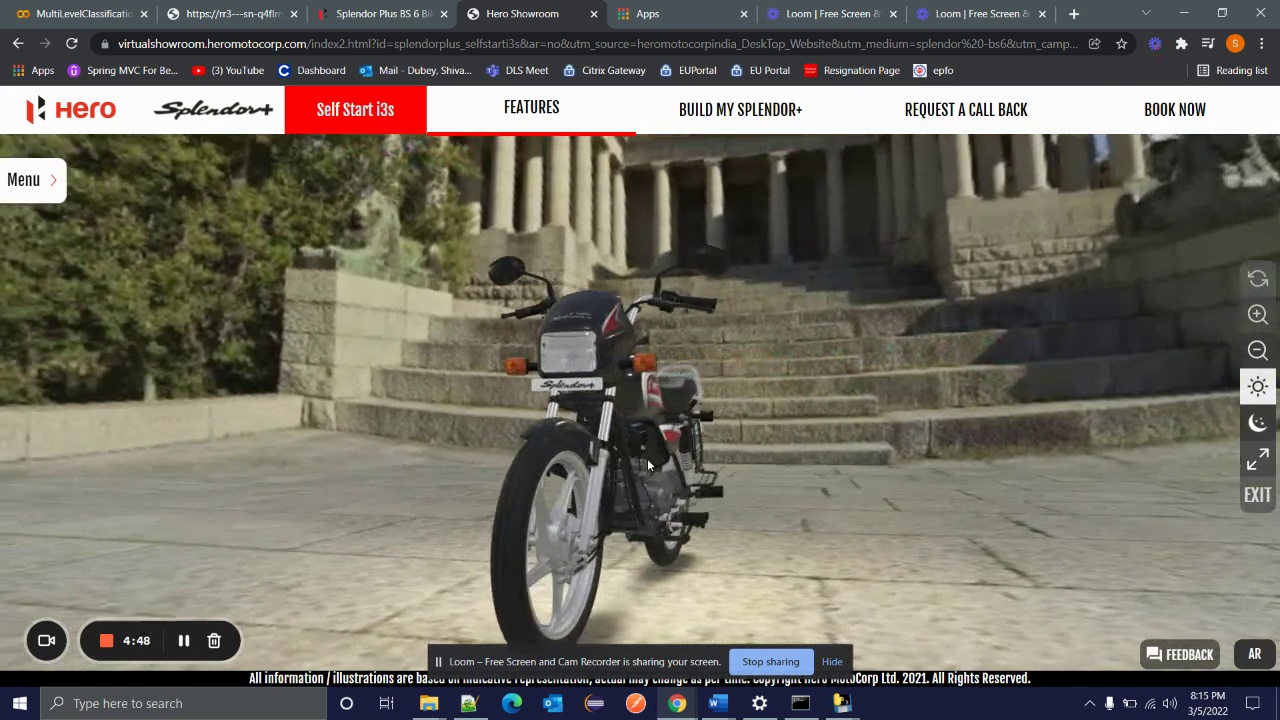 MultiLevelClassificatio
https://rr3---sn-q4flrn
Splendor Plus BS 6 Bik
Hero Showroom
Apps
Loom | Free Screen &
Loom | Free Screen &
virtualshowroom.heromotocorp.com/index2.html?id=splendorplus_selfstarti3s&at=no&utm_source=heromotocorpindia_DeskTop_Website&utm_medium=splendor%20-bs6&utm_camp...
S
Apps
Spying MVC For Be...
(3) YouTube
Dashboard
Mail - Dubey, Shiva...
DLS Meet
Citrix Gateway
EUPortal
EU Portal
Resignation Page
epfo
Reading list
Hero
Splendor+
Self Start i3s
FEATURES
BUILD MY SPLENDOR+
REQUEST A CALL BACK
BOOK NOW
Menu
Splendor+
EXIT
4:48
Loom – Free Screen and Cam Recorder is sharing your screen.
Stop sharing
Hide
FEEDBACK
AR
All information / illustrations are based on indicative representation, actual may change as per time. Copyright Hero MotoCorp Ltd. 2021. All Rights Reserved.
Type here to search
8:15 PM
3/5/2022